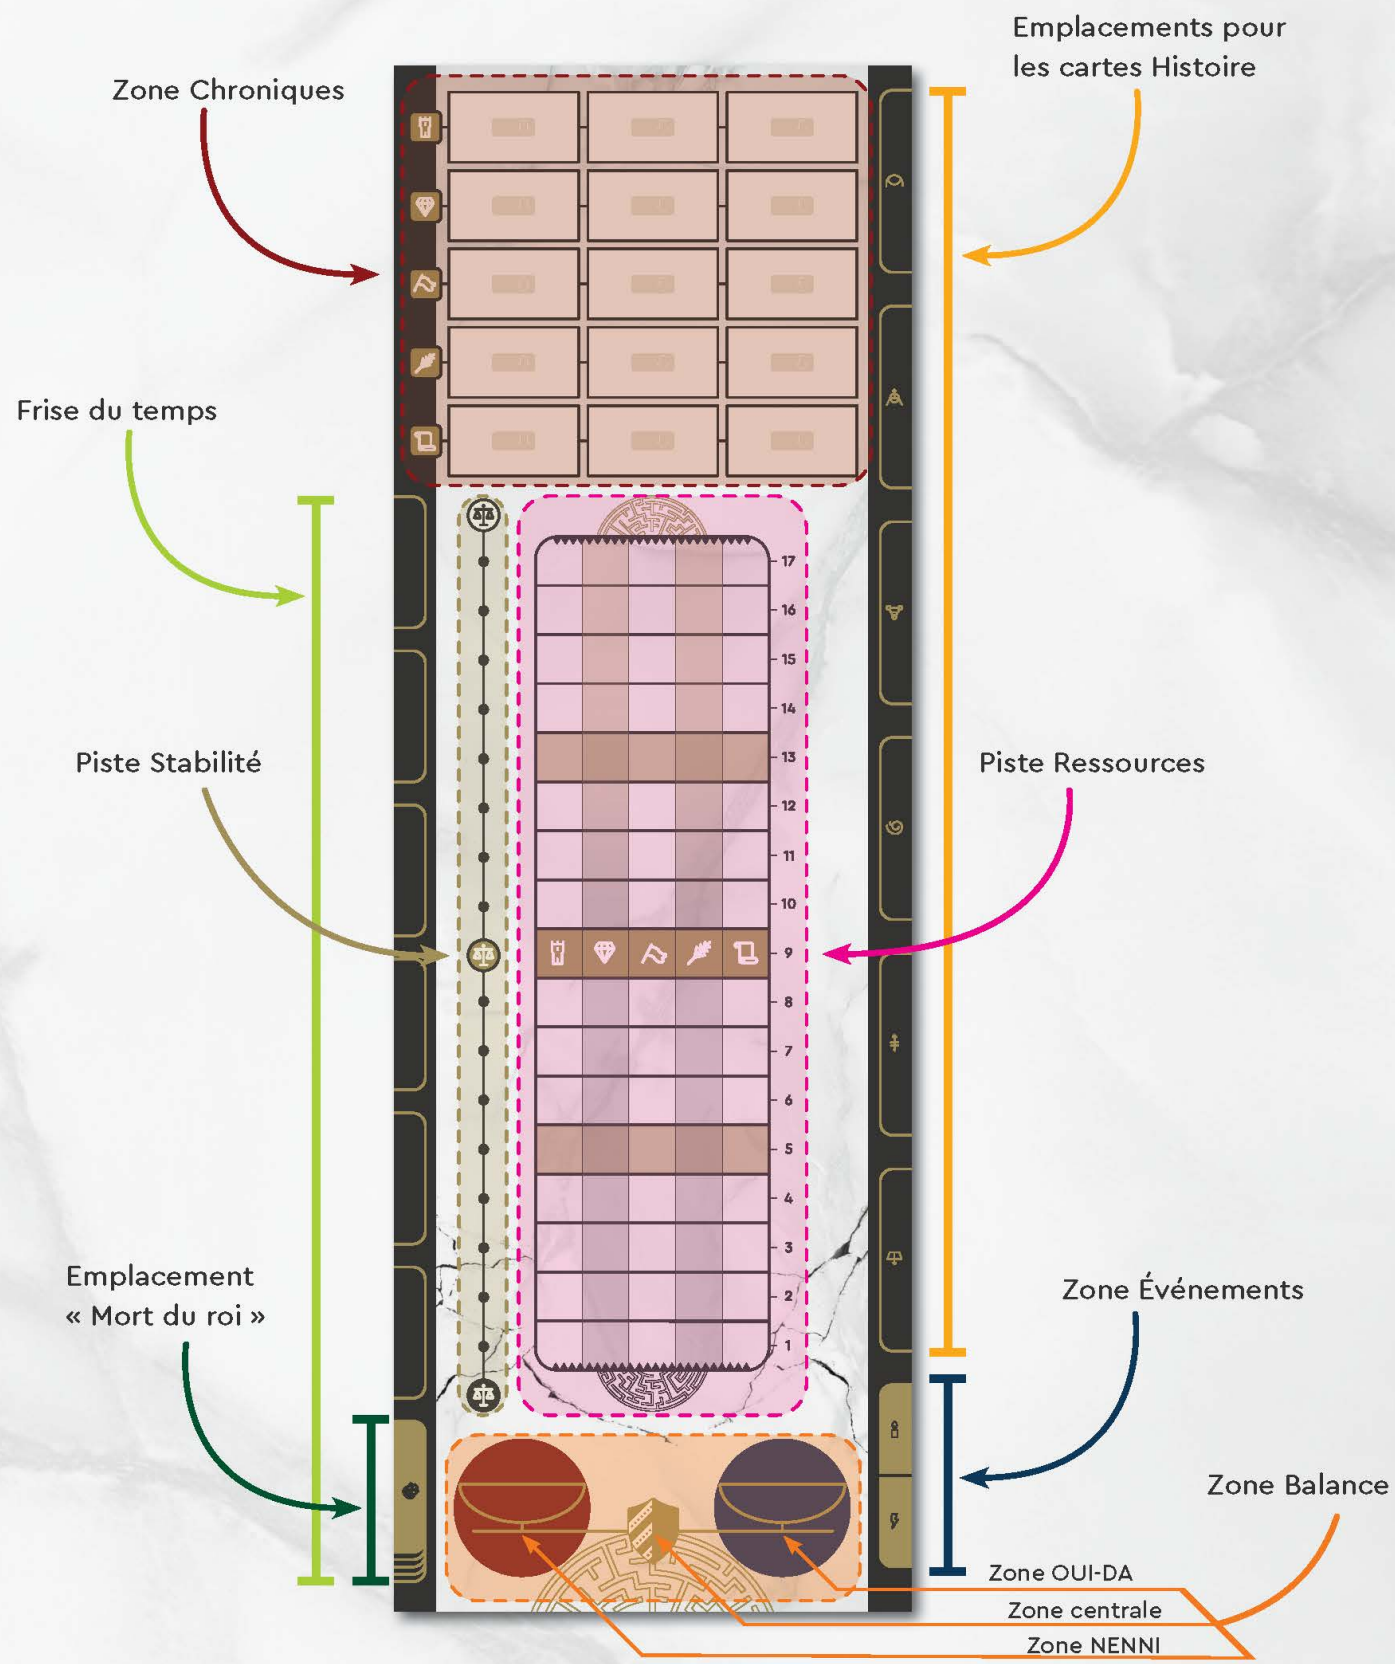 Emplacements pour
les cartes Histoire
Zone Chroniques
Frise du temps
17
16
15
14
13
12
11
10
9
8
7
6
5
4
3
2
1
Piste Stabilité
Piste Ressources
Emplacement
« Mort du roi »
Zone Événements
Zone Balance
Zone OUI-DA
Zone centrale
Zone NENNI